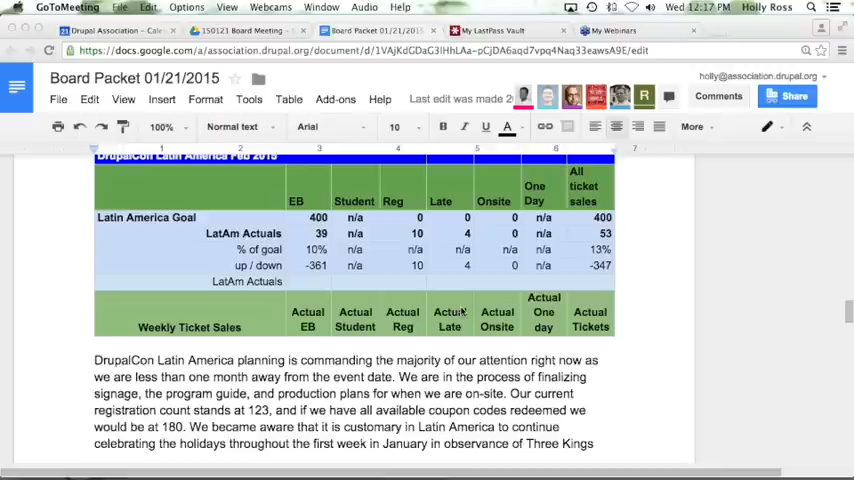 GoToMeeting File Edit Options View Webcams Window Audio Help Wed 12:17 PM Holly Ross
Drupal Association – Calen 150121 Board Meeting – Board Packet 01/21/2015 My LastPass Vault My Webinars
https://docs.google.com/a/association.drupal.org/document/d/1VAjKdGDaG3IHhLAa-pCjDA6aqd7vpq4Naq33eawsA9E/edit
Board Packet 01/21/2015
holly@association.drupal.org
File Edit View Insert Format Tools Table Add-ons Help Last edit was made 2 R Comments Share
100% Normal text Arial 10 B I U A More
1 2 3 4 5 6 7
DrupalCon Latin America Feb 2015
EB Student Reg Late Onsite One Day All ticket sales
Latin America Goal 400 n/a 0 0 0 n/a 400
LatAm Actuals 39 n/a 10 4 0 n/a 53
% of goal 10% n/a n/a n/a n/a n/a 13%
up / down -361 n/a 10 4 0 n/a -347
LatAm Actuals
Weekly Ticket Sales Actual EB Actual Student Actual Reg Actual Late Actual Onsite Actual One day Actual Tickets
DrupalCon Latin America planning is commanding the majority of our attention right now as
we are less than one month away from the event date. We are in the process of finalizing
signage, the program guide, and production plans for when we are on-site. Our current
registration count stands at 123, and if we have all available coupon codes redeemed we
would be at 180. We became aware that it is customary in Latin America to continue
celebrating the holidays throughout the first week in January in observance of Three Kings